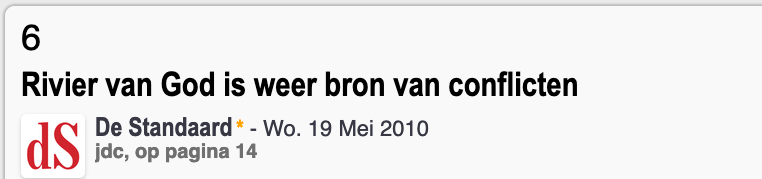 6
Rivier van God is weer bron van conflicten
dS De Standaard * - Wo. 19 Mei 2010
jdc, op pagina 14